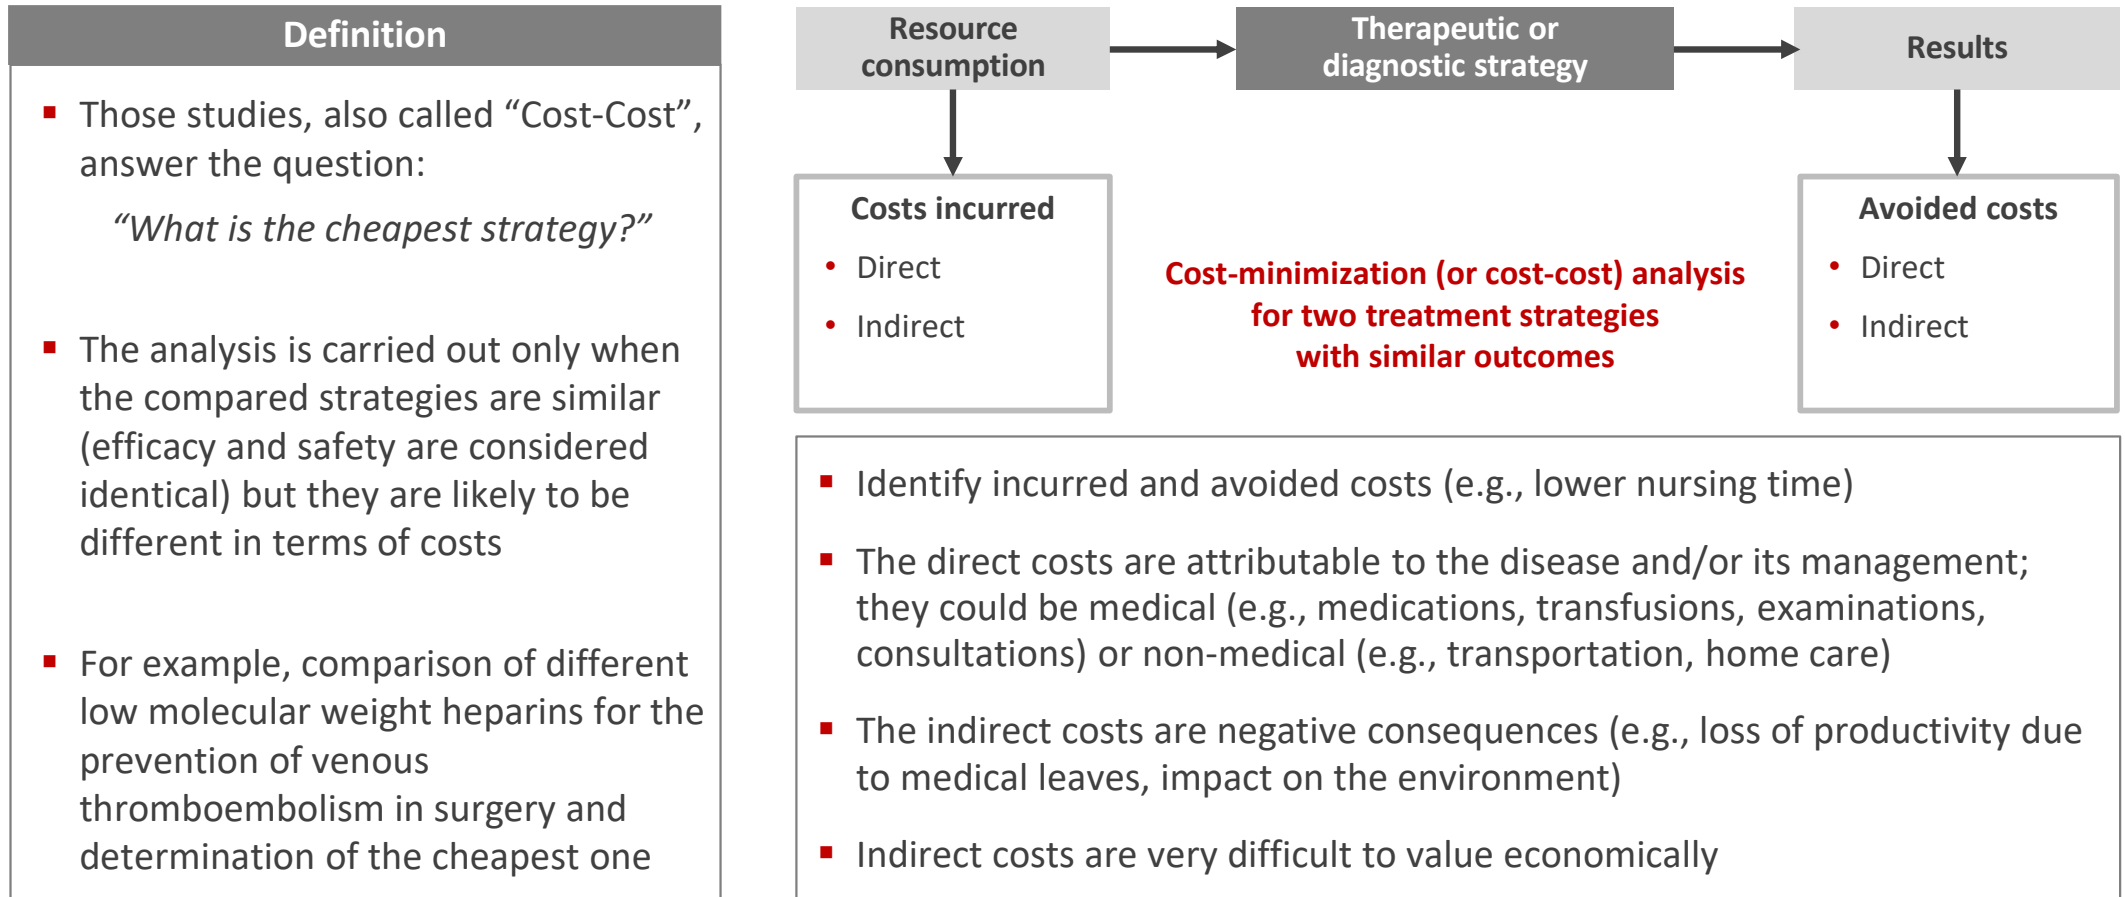 Definition
Those studies, also called “Cost-Cost”,
answer the question:
“What is the cheapest strategy?”
The analysis is carried out only when
the compared strategies are similar
(efficacy and safety are considered
identical) but they are likely to be
different in terms of costs
For example, comparison of different
low molecular weight heparins for the
prevention of venous
thromboembolism in surgery and
determination of the cheapest one
Resource
consumption
Therapeutic or
diagnostic strategy
Results
Costs incurred
• Direct
• Indirect
Cost-minimization (or cost-cost) analysis
for two treatment strategies
with similar outcomes
Avoided costs
• Direct
• Indirect
Identify incurred and avoided costs (e.g., lower nursing time)
The direct costs are attributable to the disease and/or its management;
they could be medical (e.g., medications, transfusions, examinations,
consultations) or non-medical (e.g., transportation, home care)
The indirect costs are negative consequences (e.g., loss of productivity due
to medical leaves, impact on the environment)
Indirect costs are very difficult to value economically